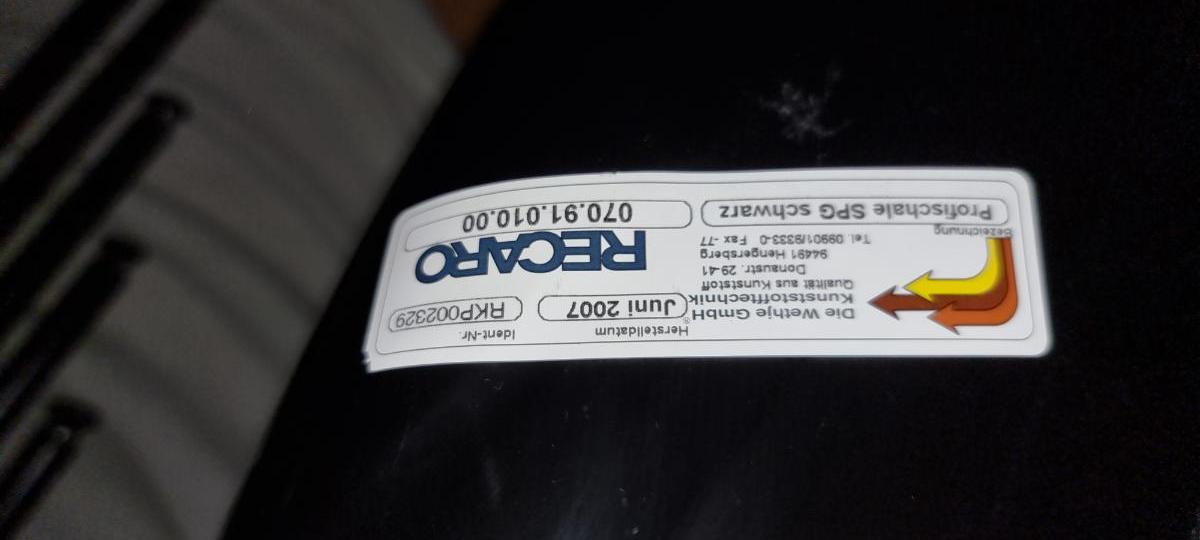 Die Wethje GmbH
Kunststofftechnik®
Qualität aus Kunststoff
Donaustr. 29-41
94491 Hengersberg
Tel. 09901/9333-0 Fax -77
Herstelldatum
Juni 2007
Ident-Nr.
RKP002329
RECARO
Bezeichnung
Profischale SPG schwarz
070.91.010.00